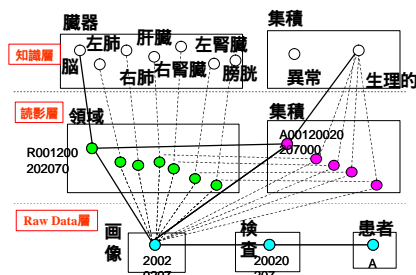 臓器
集積
知識層
左肺
肝臓
左腎臓
脳
右肺
右腎臓
膀胱
異常
生理的
読影層
領域
集積
R001200
202070
A00120020
207000
Raw Data層
画
像
検
査
患者
2002
0207
20020
207
A